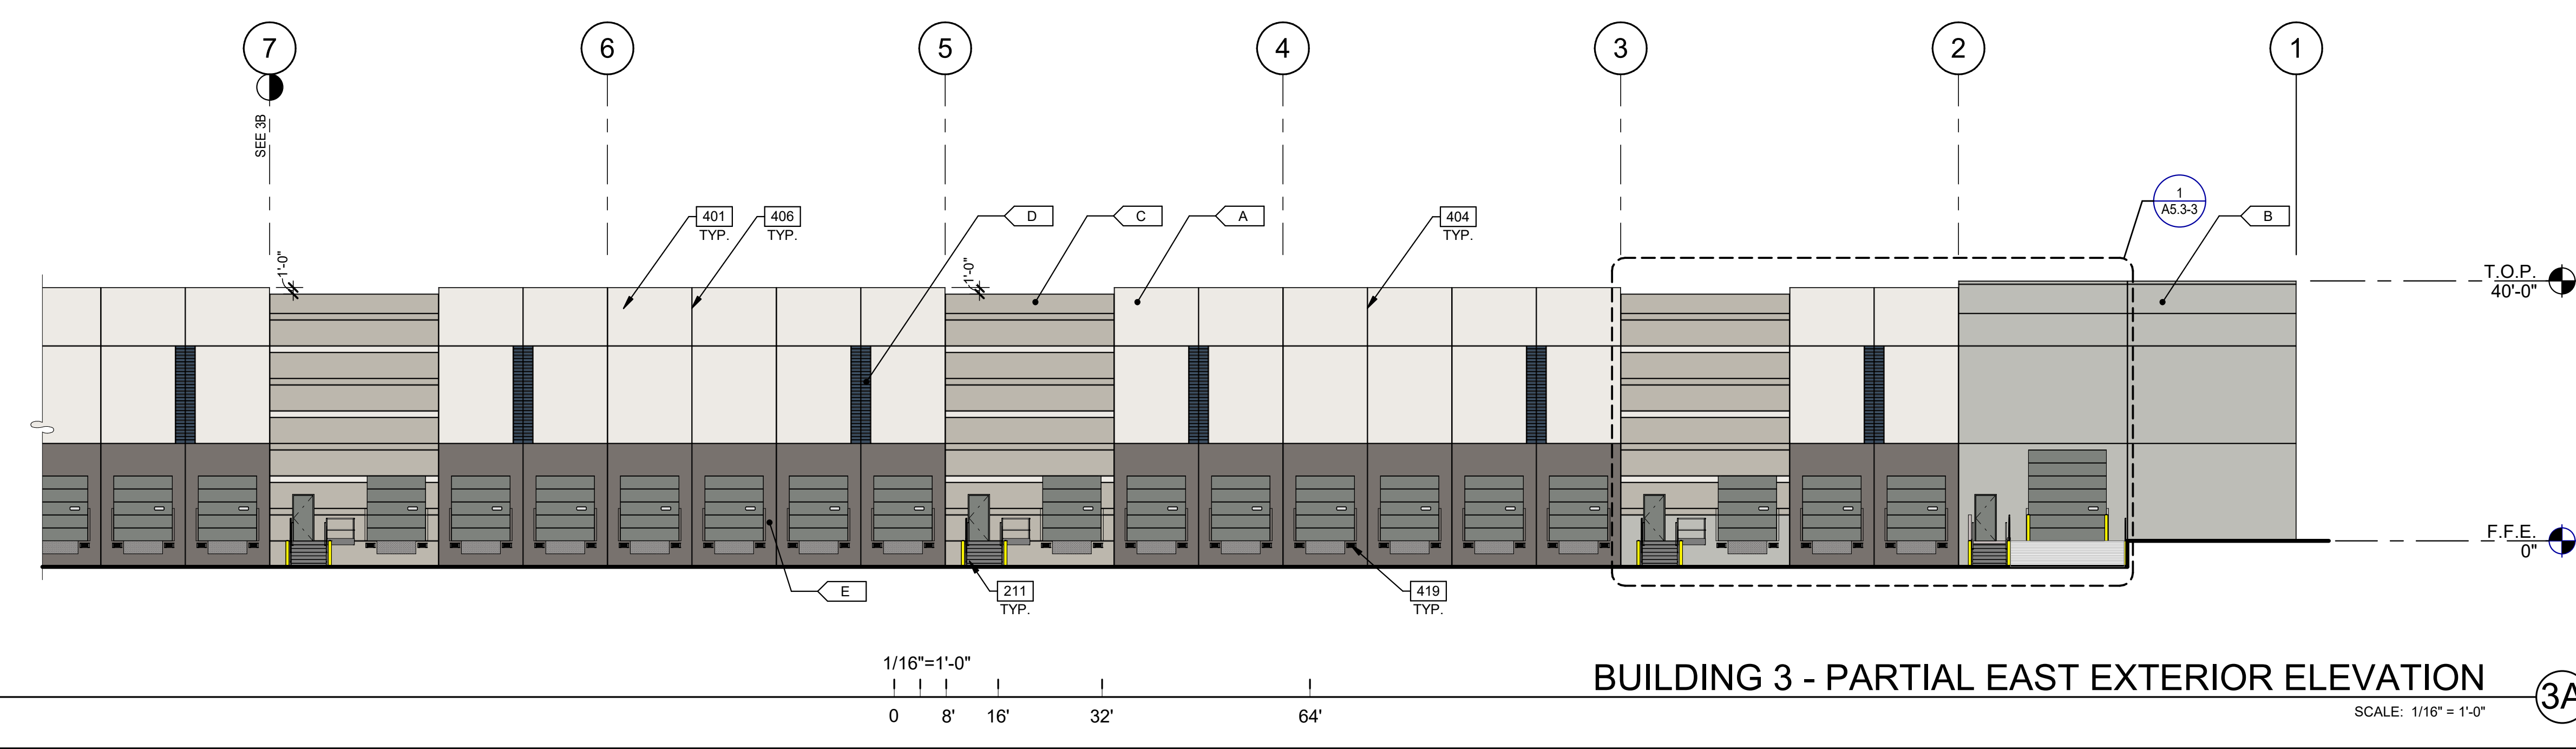 7
6
5
4
3
2
1
SEE 3B
401
TYP.
406
TYP.
D
C
A
404
TYP.
1
A5.3-3
B
1'-0"
1'-0"
T.O.P.
40'-0"
F.F.E.
0"
E
211
TYP.
419
TYP.
1/16"=1'-0"
0 8' 16' 32' 64'
BUILDING 3 - PARTIAL EAST EXTERIOR ELEVATION
SCALE: 1/16" = 1'-0"
3A